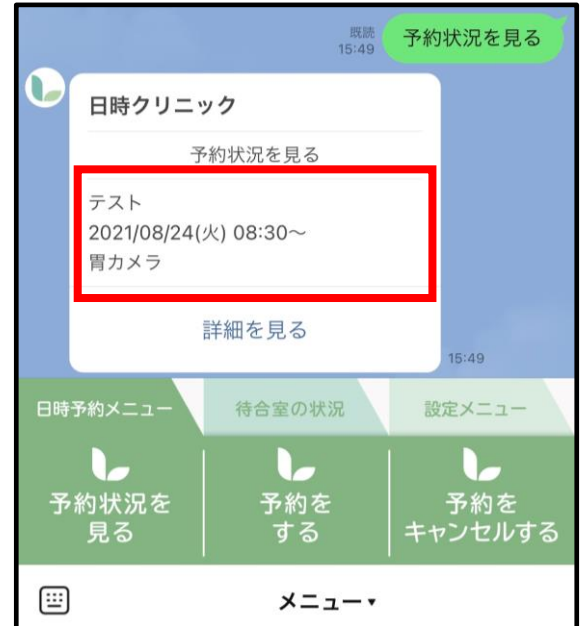 既読
15:49
予約状況を見る
日時クリニック
予約状況を見る
テスト
2021/08/24(火) 08:30〜
胃カメラ
詳細を見る
15:49
日時予約メニュー
待合室の状況
設定メニュー
予約状況を
見る
予約を
する
予約を
キャンセルする
メニュー▾